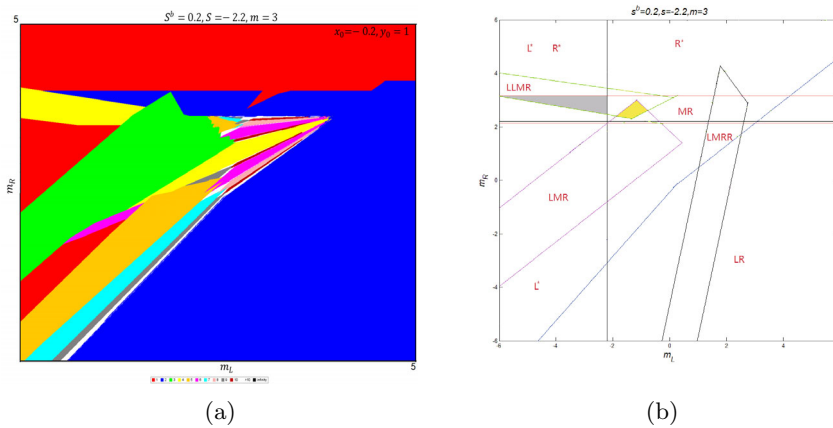 S^b = 0.2, S = − 2.2, m = 3
5
x_0 = − 0.2, y_0 = 1
m_R
m_L
5
(a)
s^b=0.2,s=-2.2,m=3
6
4
2
0
-2
-4
-6
m_R
L* R*
R*
LLMR
MR
LMRR
LMR
LR
L*
-6 -4 -2 0 2 4
m_L
(b)